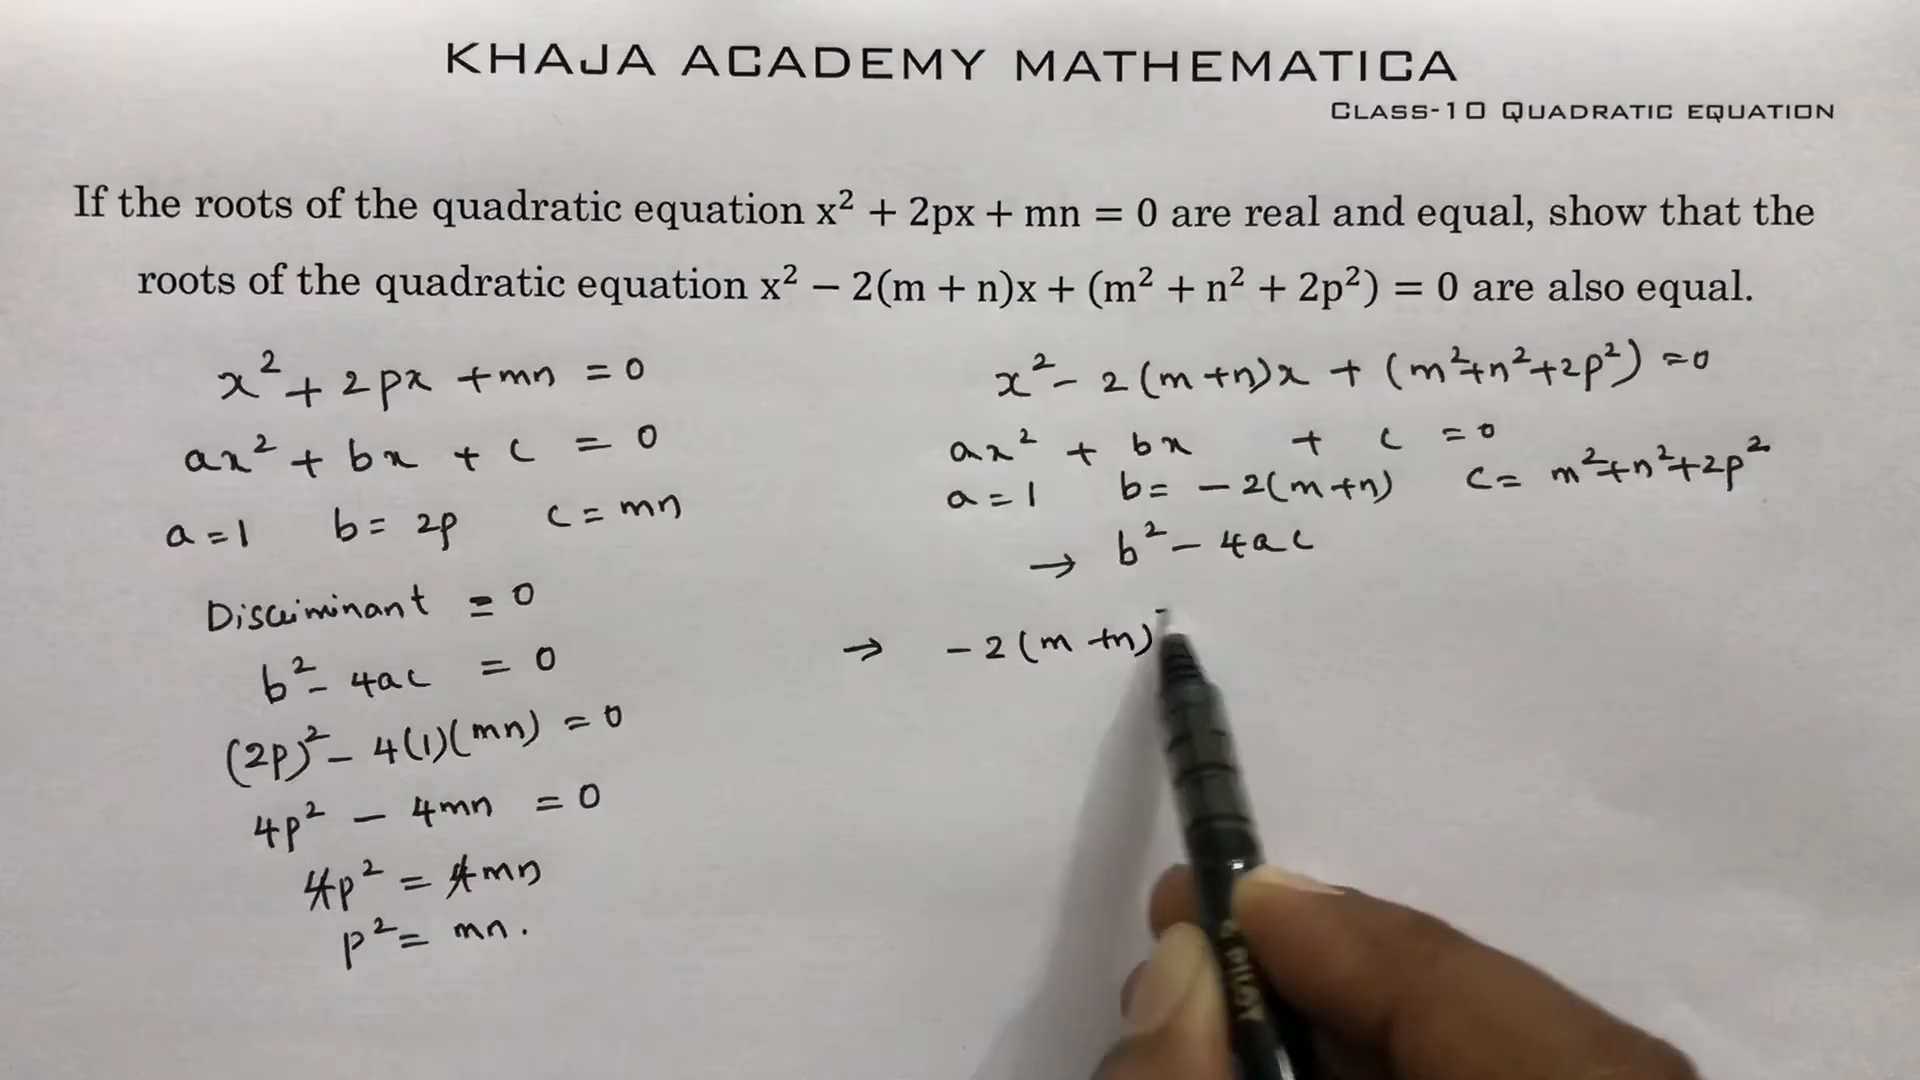 KHAJA ACADEMY MATHEMATICA
CLASS-10 QUADRATIC EQUATION
If the roots of the quadratic equation x² + 2px + mn = 0 are real and equal, show that the
roots of the quadratic equation x² – 2(m + n)x + (m² + n² + 2p²) = 0 are also equal.
x² + 2px + mn = 0
ax² + bx + c = 0
a = 1 b = 2p c = mn
Discriminant = 0
b² – 4ac = 0
(2p)² – 4(1)(mn) = 0
4p² – 4mn = 0
4p² = 4mn
p² = mn.
x² – 2(m+n)x + (m²+n²+2p²) = 0
ax² + bx + c = 0
a = 1 b = –2(m+n) c = m²+n²+2p²
→ b² – 4ac
→ –2(m+n)
PILOT